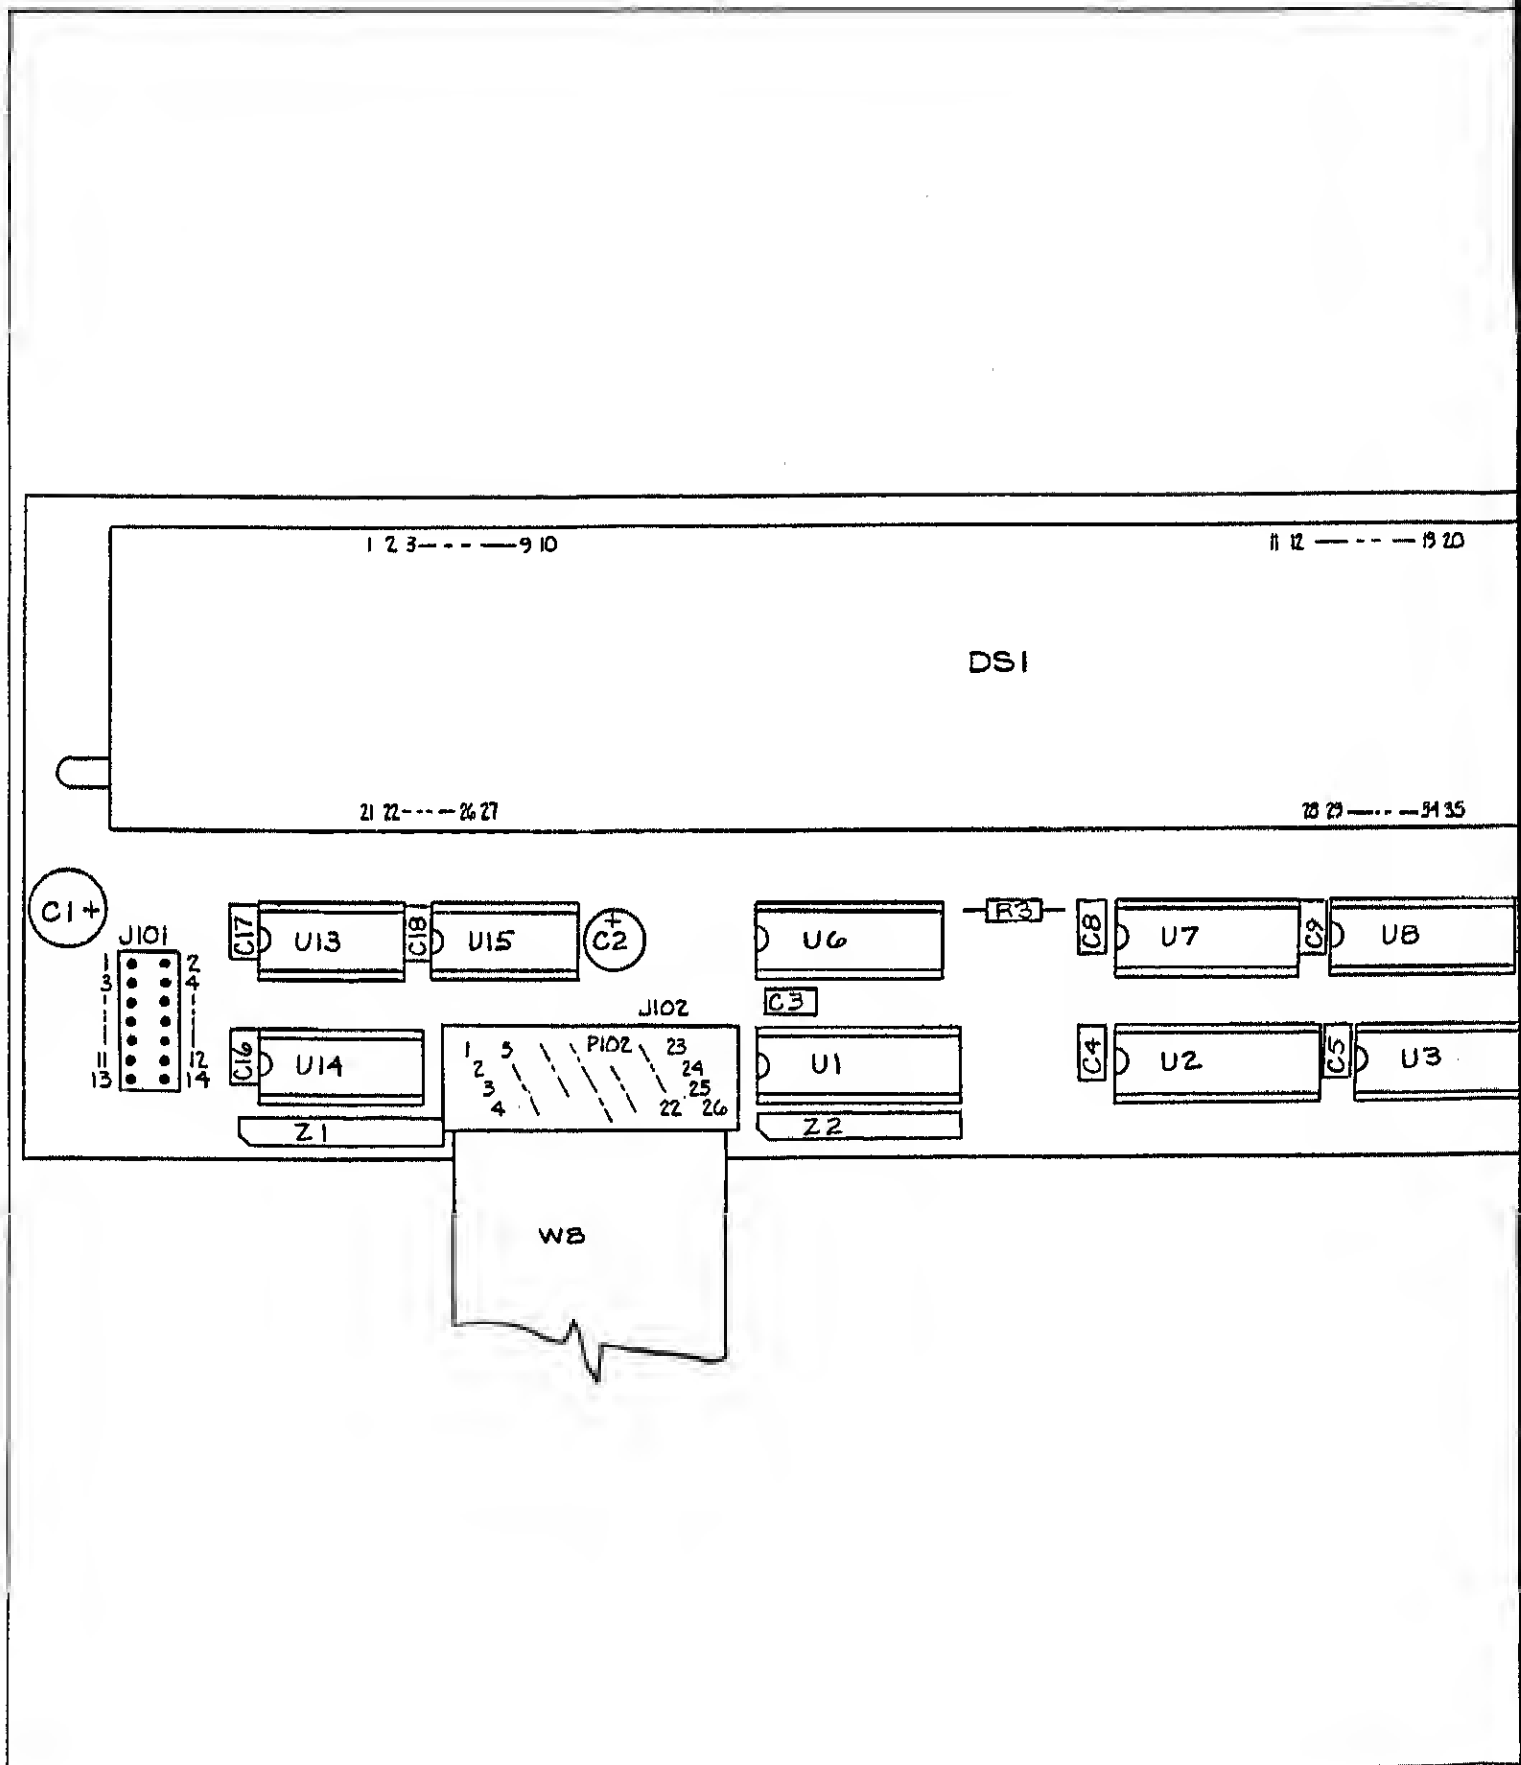 1 2 3---- —9 10
11 12 —--- —19 20
DS1
21 22---- —26 27
28 29 —--- —34 35
C1+
C17
U13
C18
U15
+
C2
U6
R3
C8
U7
C9
U8
J101
1 2
3 4
11 12
13 14
C3
J102
C16
U14
1 5 P102 23
2 24
3 25
4 22 26
U1
C4
U2
C5
U3
Z1
Z2
W8